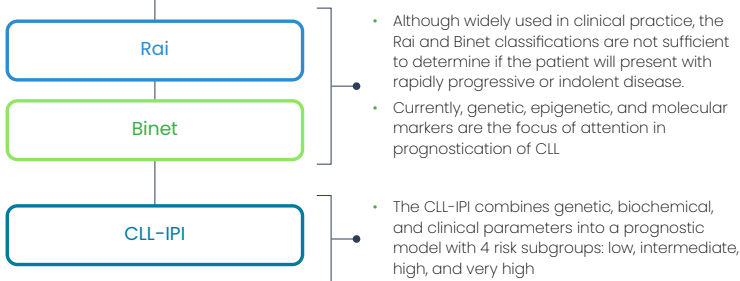 Rai
• Although widely used in clinical practice, the
Rai and Binet classifications are not sufficient
to determine if the patient will present with
rapidly progressive or indolent disease.
Binet
• Currently, genetic, epigenetic, and molecular
markers are the focus of attention in
prognostication of CLL
CLL-IPI
• The CLL-IPI combines genetic, biochemical,
and clinical parameters into a prognostic
model with 4 risk subgroups: low, intermediate,
high, and very high